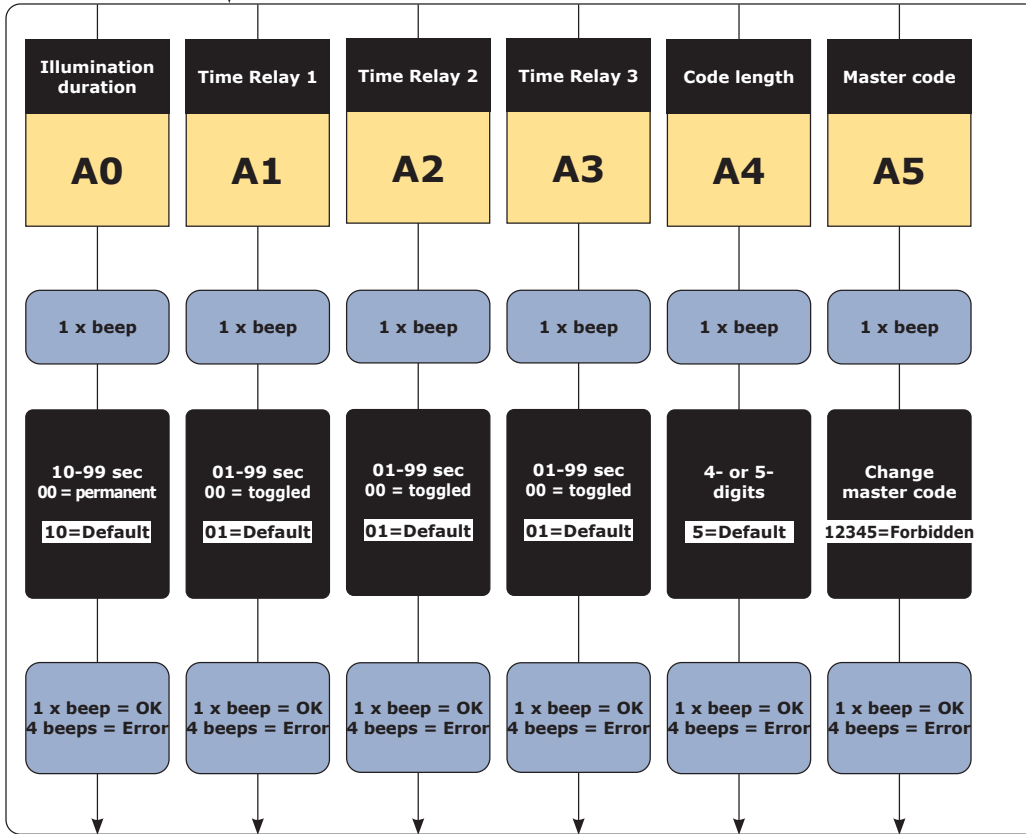 Illumination
duration
Time Relay 1
Time Relay 2
Time Relay 3
Code length
Master code
A0
A1
A2
A3
A4
A5
1 x beep
1 x beep
1 x beep
1 x beep
1 x beep
1 x beep
10-99 sec
00 = permanent
10=Default
01-99 sec
00 = toggled
01=Default
01-99 sec
00 = toggled
01=Default
01-99 sec
00 = toggled
01=Default
4- or 5-
digits
5=Default
Change
master code
12345=Forbidden
1 x beep = OK
4 beeps = Error
1 x beep = OK
4 beeps = Error
1 x beep = OK
4 beeps = Error
1 x beep = OK
4 beeps = Error
1 x beep = OK
4 beeps = Error
1 x beep = OK
4 beeps = Error